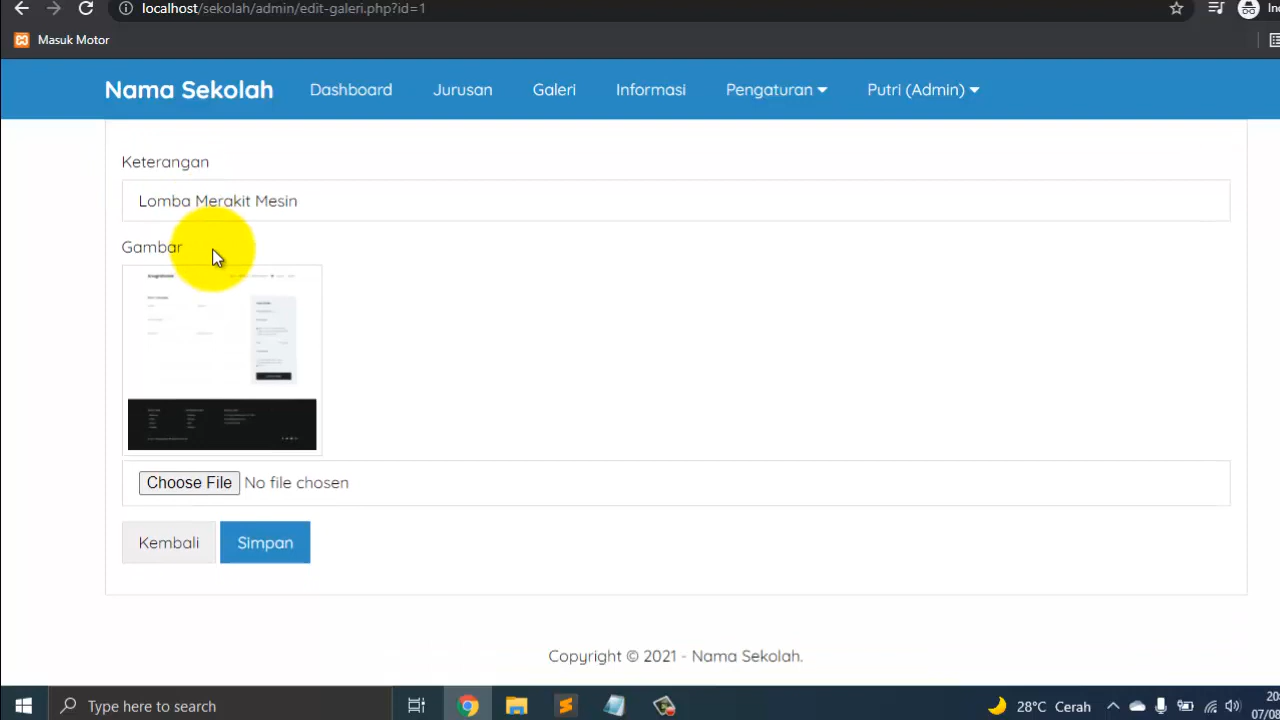 localhost/sekolah/admin/edit-galeri.php?id=1
Masuk Motor
Nama Sekolah Dashboard Jurusan Galeri Informasi Pengaturan Putri (Admin)
Keterangan
Lomba Merakit Mesin
Gambar
Choose File No file chosen
Kembali Simpan
Copyright © 2021 - Nama Sekolah.
Type here to search 28°C Cerah